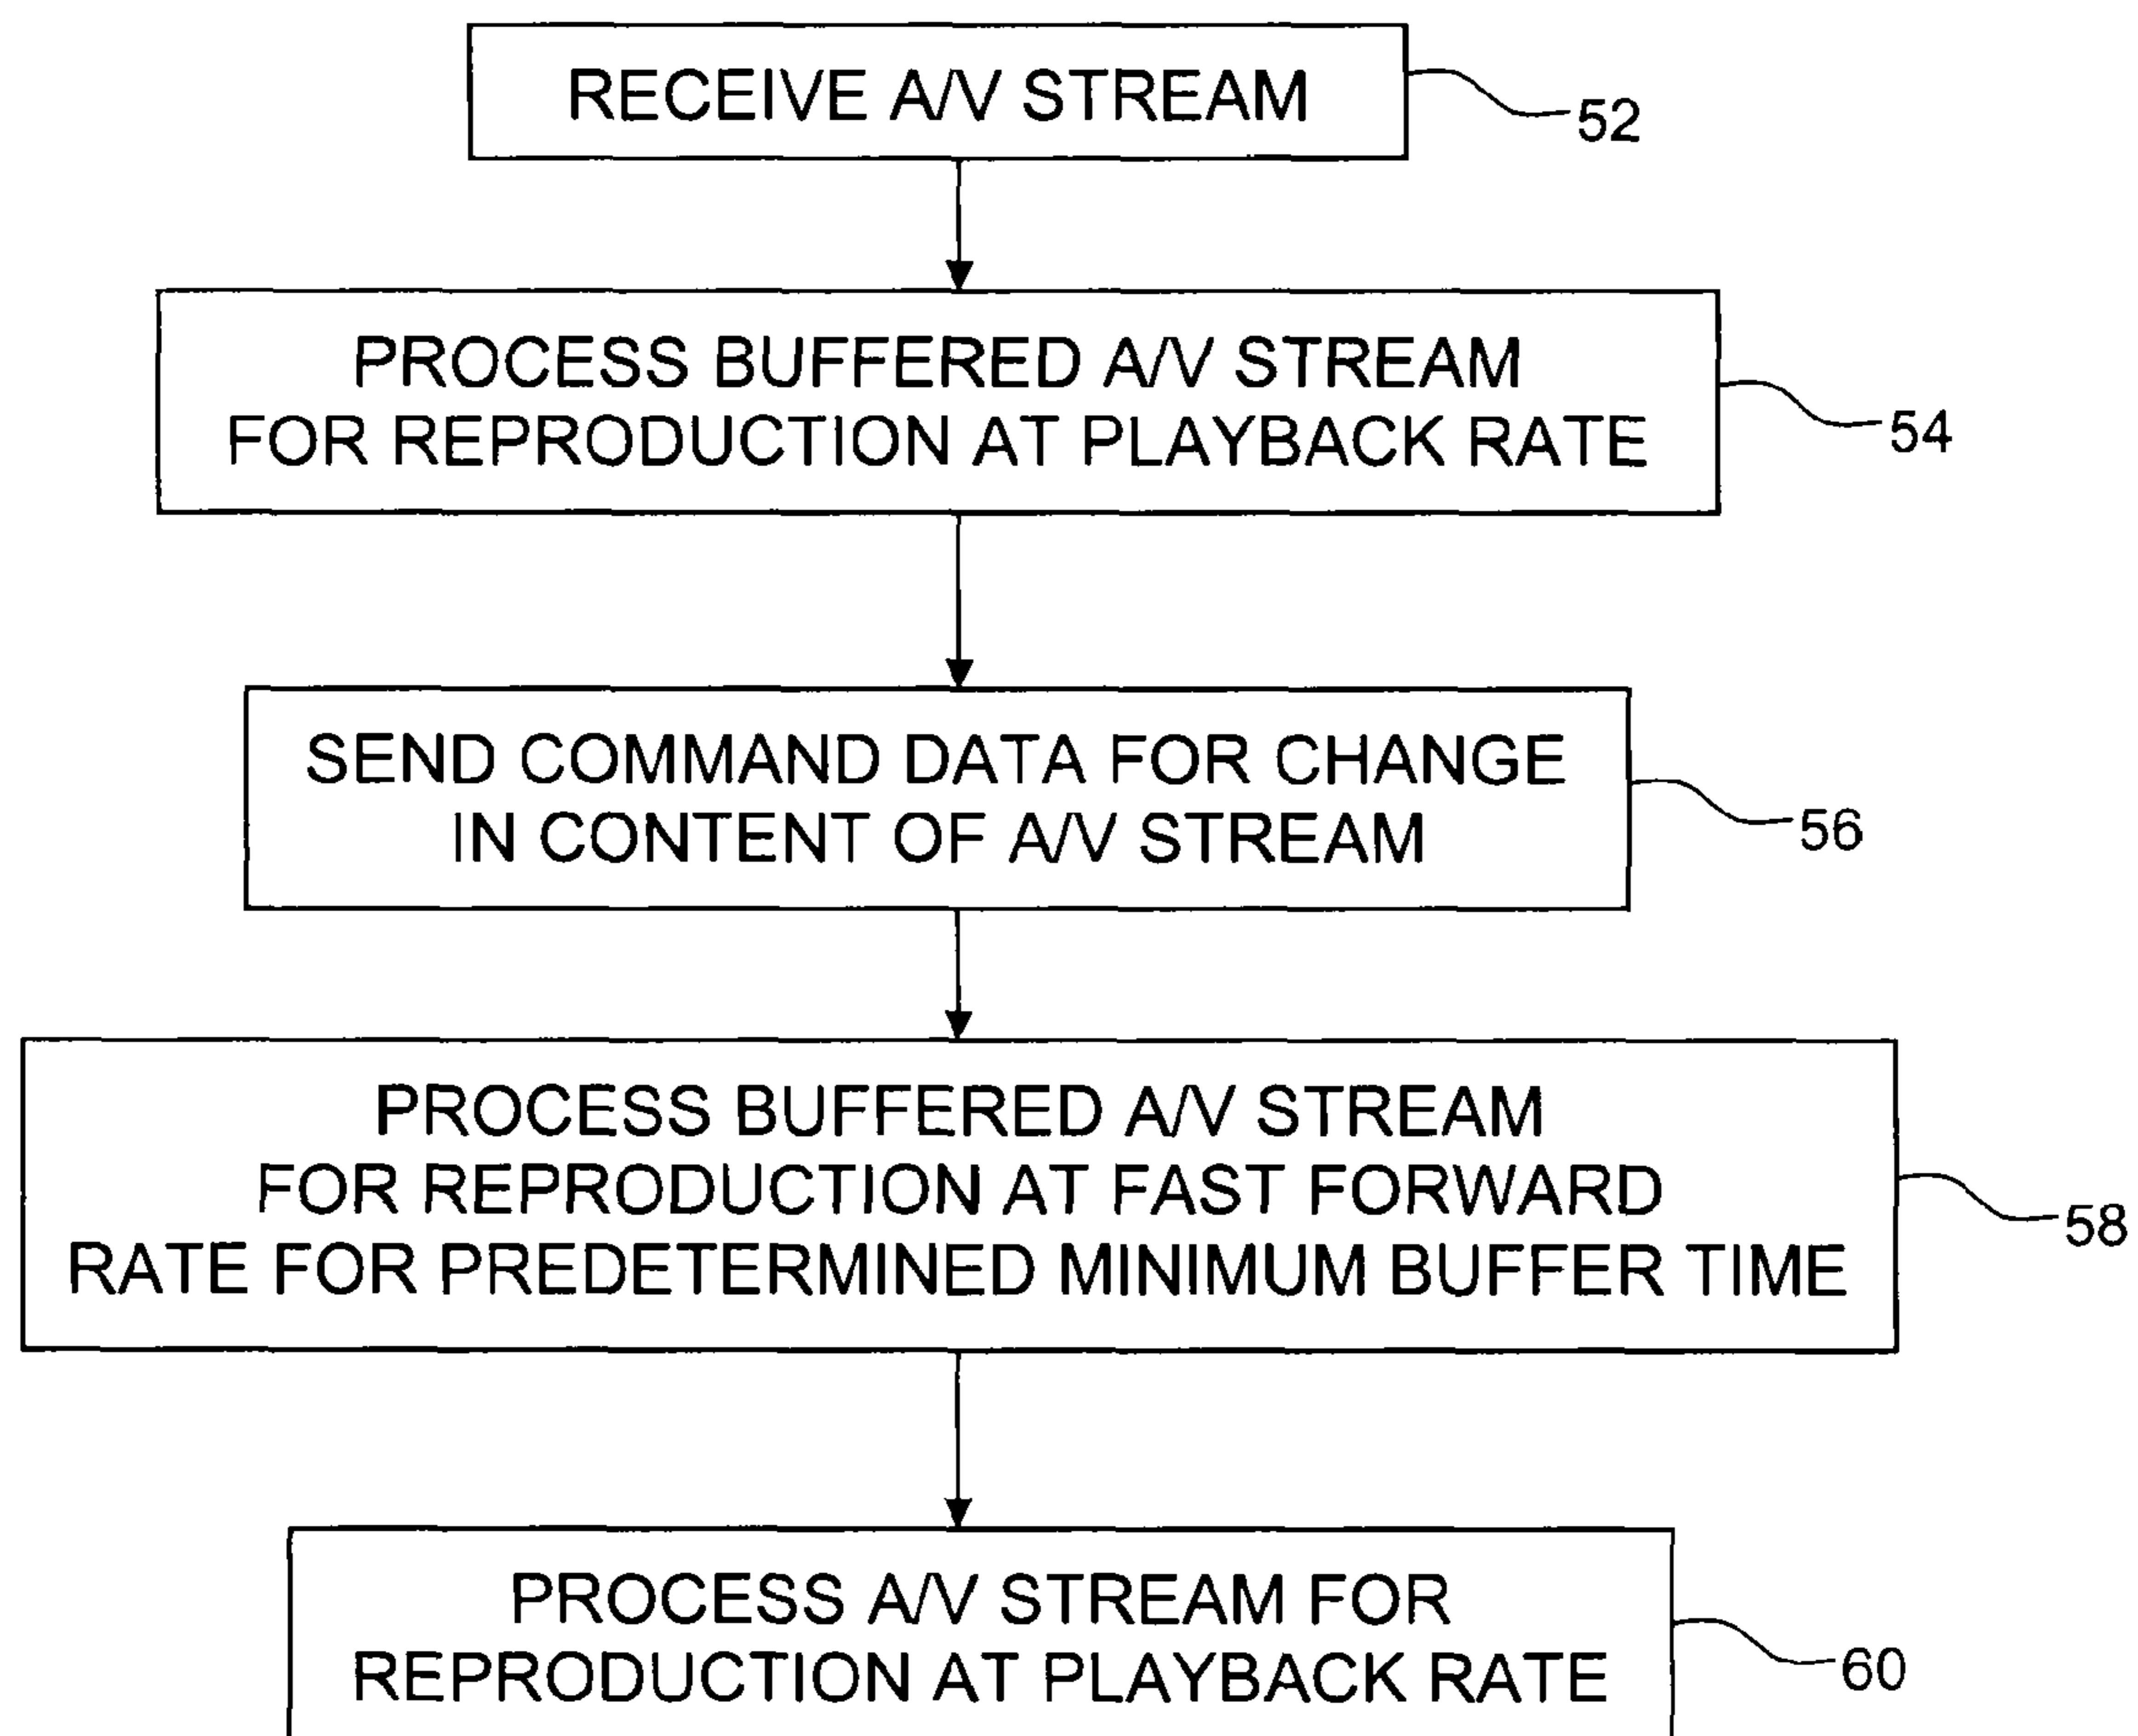 RECEIVE A/V STREAM
52
PROCESS BUFFERED A/V STREAM
FOR REPRODUCTION AT PLAYBACK RATE
54
SEND COMMAND DATA FOR CHANGE
IN CONTENT OF A/V STREAM
56
PROCESS BUFFERED A/V STREAM
FOR REPRODUCTION AT FAST FORWARD
RATE FOR PREDETERMINED MINIMUM BUFFER TIME
58
PROCESS A/V STREAM FOR
REPRODUCTION AT PLAYBACK RATE
60